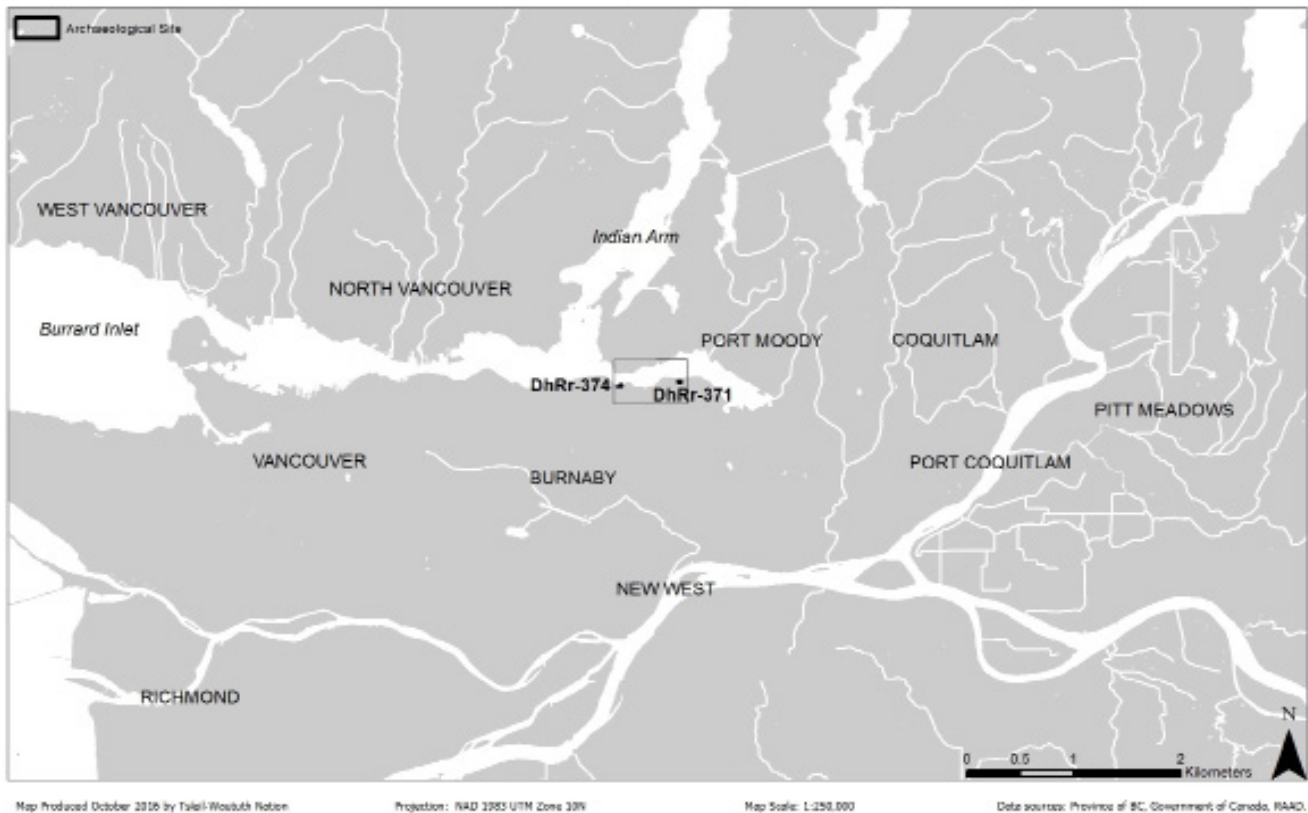 Archaeological Site
WEST VANCOUVER
Indian Arm
NORTH VANCOUVER
Burrard Inlet
PORT MOODY
COQUITLAM
DhRr-374
DhRr-371
PITT MEADOWS
VANCOUVER
BURNABY
PORT COQUITLAM
NEW WEST
RICHMOND
N
0 0.5 1 2
Kilometers
Map Produced October 2016 by Tsleil-Waututh Nation
Projection: NAD 1983 UTM Zone 10N
Map Scale: 1:250,000
Data sources: Province of BC, Government of Canada, RAAD.